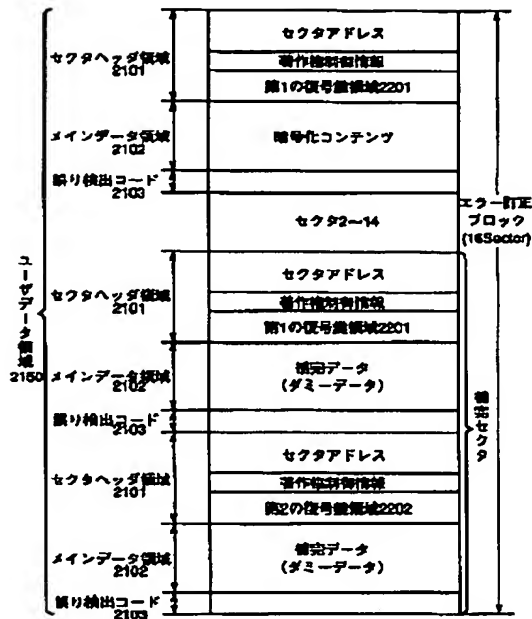 セクタアドレス
セクタヘッダ領域
2101
著作権制御情報
第1の復号鍵領域2201
メインデータ領域
2102
暗号化コンテンツ
誤り検出コード
2103
セクタ2〜14
エラー訂正
ブロック
(16Sector)
セクタアドレス
セクタヘッダ領域
2101
著作権制御情報
第1の復号鍵領域2201
ユーザデータ領域
2150
メインデータ領域
2102
補完データ
(ダミーデータ)
誤り検出コード
2103
補完セクタ
セクタアドレス
セクタヘッダ領域
2101
著作権制御情報
第2の復号鍵領域2202
メインデータ領域
2102
補完データ
(ダミーデータ)
誤り検出コード
2103